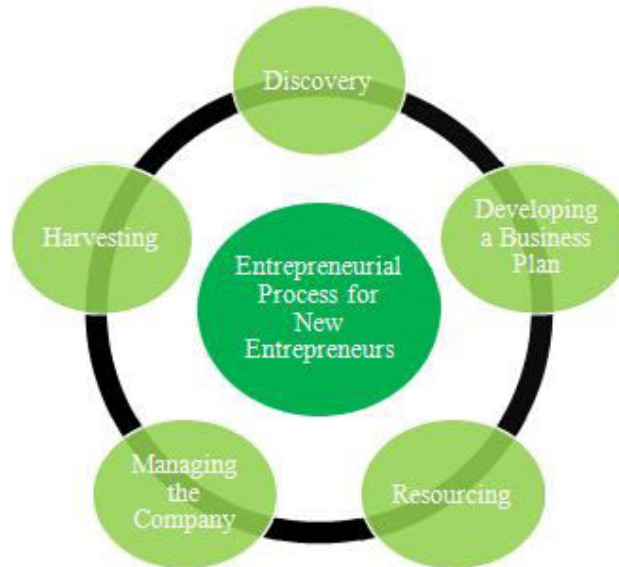 Discovery
Developing
a Business
Plan
Resourcing
Managing
the
Company
Harvesting
Entrepreneurial
Process for
New
Entrepreneurs